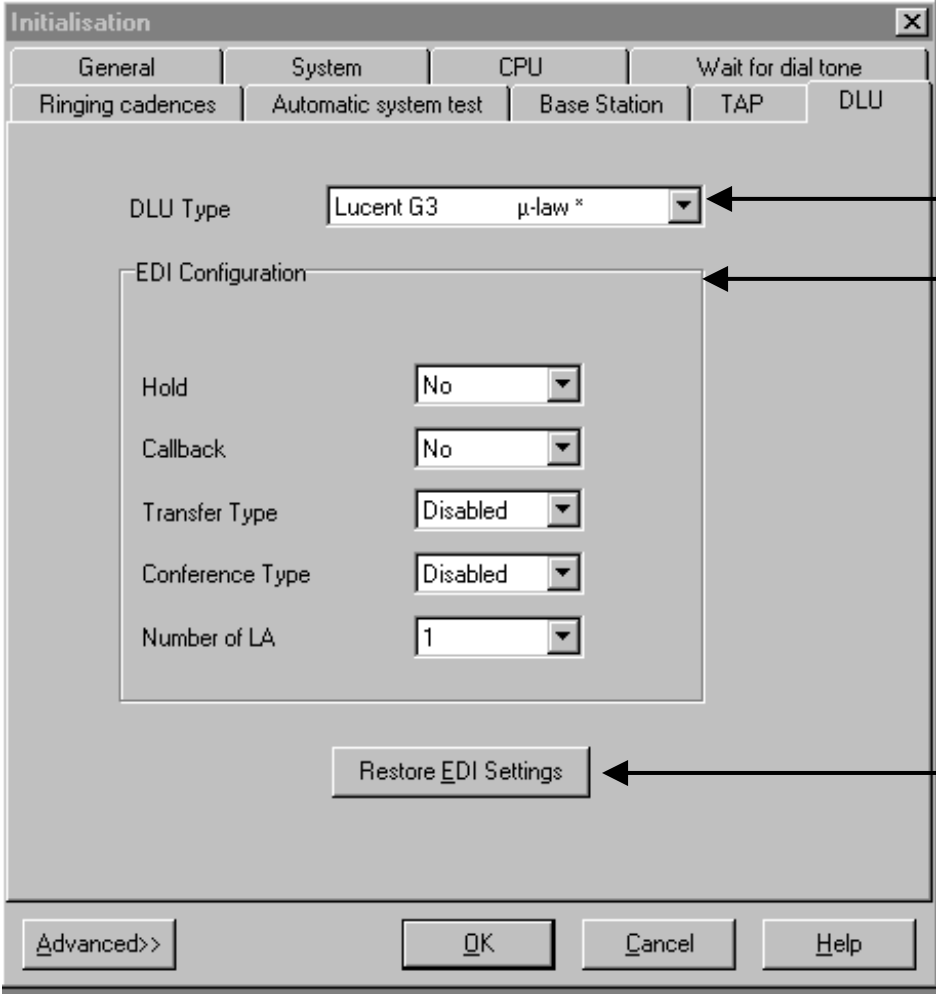 Initialisation
General System CPU Wait for dial tone
Ringing cadences Automatic system test Base Station TAP DLU
DLU Type Lucent G3 µ-law *
EDI Configuration
Hold No
Callback No
Transfer Type Disabled
Conference Type Disabled
Number of LA 1
Restore EDI Settings
Advanced>> OK Cancel Help